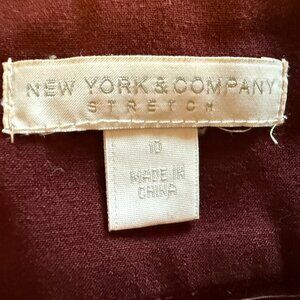 NEW YORK & COMPANY
STRETCH
10
MADE IN
CHINA